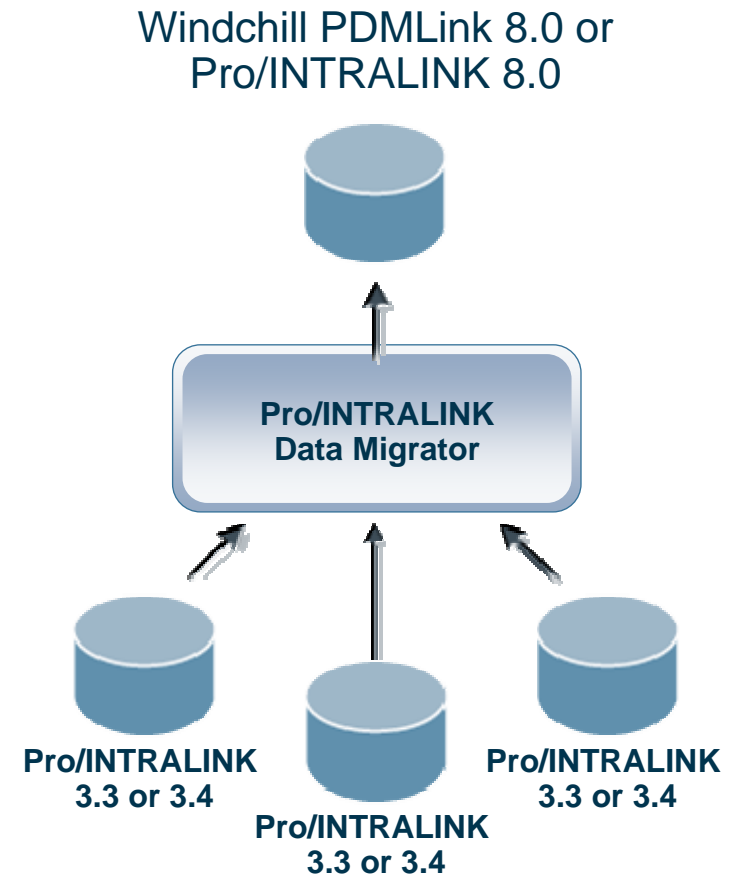 Windchill PDMLink 8.0 or
Pro/INTRALINK 8.0
Pro/INTRALINK
Data Migrator
Pro/INTRALINK
3.3 or 3.4
Pro/INTRALINK
3.3 or 3.4
Pro/INTRALINK
3.3 or 3.4